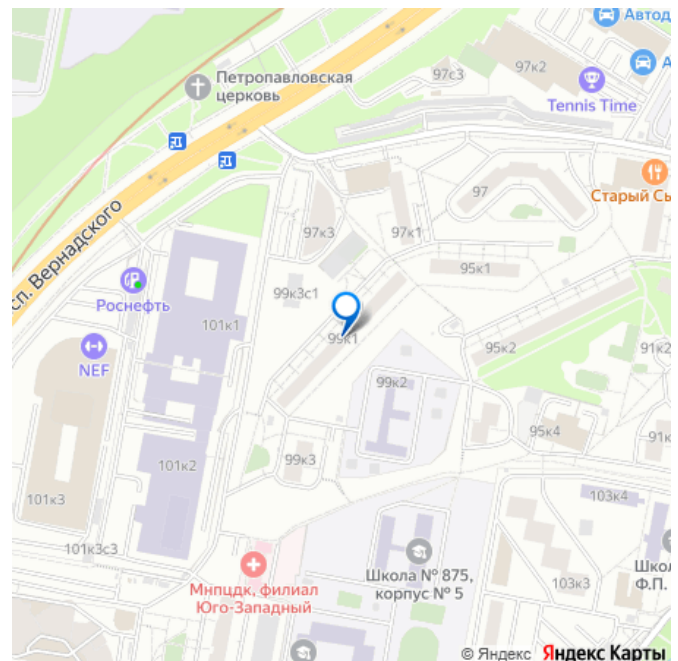 Автод
Петропавловская
церковь
97с3
97к2
А
Tennis Time
97
Старый Сы
97к3
97к1
сп. Вернадского
95к1
Роснефть
99к3с1
101к1
99к1
NEF
95к2
91к2
99к2
95к4
91к
99к3
101к2
103к4
101к3
101к3с3
Школа № 875,
корпус № 5
Мнпцдк, филиал
Юго-Западный
Шко
Ф.П.
103к3
© Яндекс Яндекс Карты